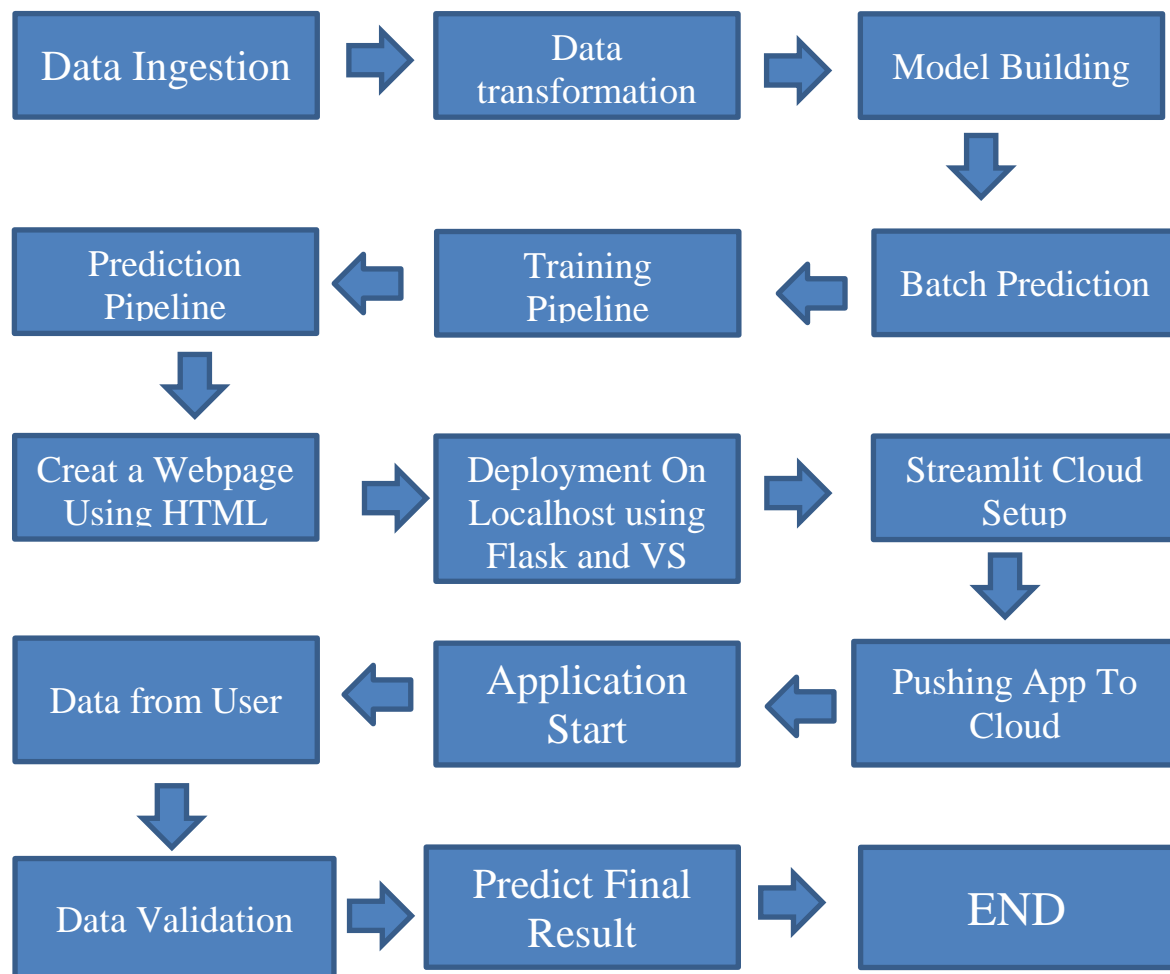 Data Ingestion
Data
transformation
Model Building
Batch Prediction
Training
Pipeline
Prediction
Pipeline
Creat a Webpage
Using HTML
Deployment On
Localhost using
Flask and VS
Streamlit Cloud
Setup
Pushing App To
Cloud
Application
Start
Data from User
Data Validation
Predict Final
Result
END